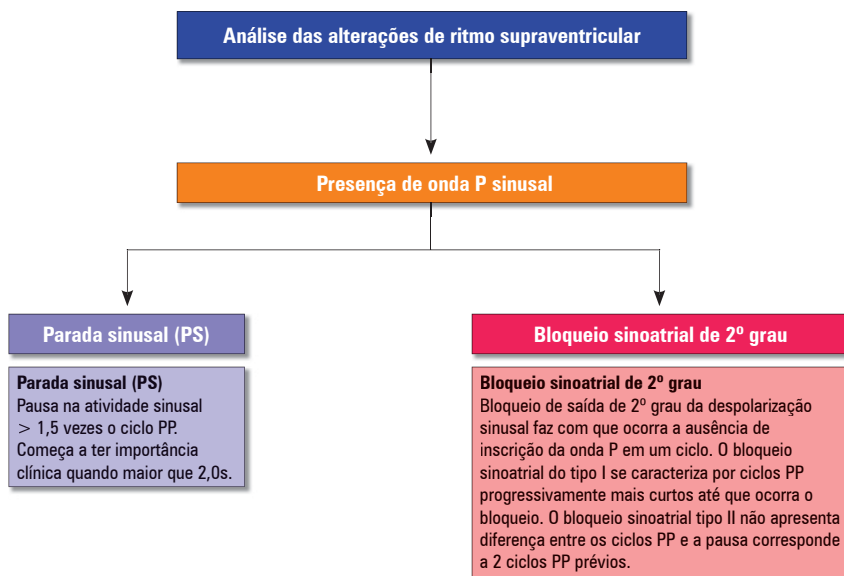 Análise das alterações de ritmo supraventricular
Presença de onda P sinusal
Parada sinusal (PS)
Parada sinusal (PS)
Pausa na atividade sinusal
> 1,5 vezes o ciclo PP.
Começa a ter importância
clínica quando maior que 2,0s.
Bloqueio sinoatrial de 2º grau
Bloqueio sinoatrial de 2º grau
Bloqueio de saída de 2º grau da despolarização
sinusal faz com que ocorra a ausência de
inscrição da onda P em um ciclo. O bloqueio
sinoatrial do tipo I se caracteriza por ciclos PP
progressivamente mais curtos até que ocorra o
bloqueio. O bloqueio sinoatrial tipo II não apresenta
diferença entre os ciclos PP e a pausa corresponde
a 2 ciclos PP prévios.